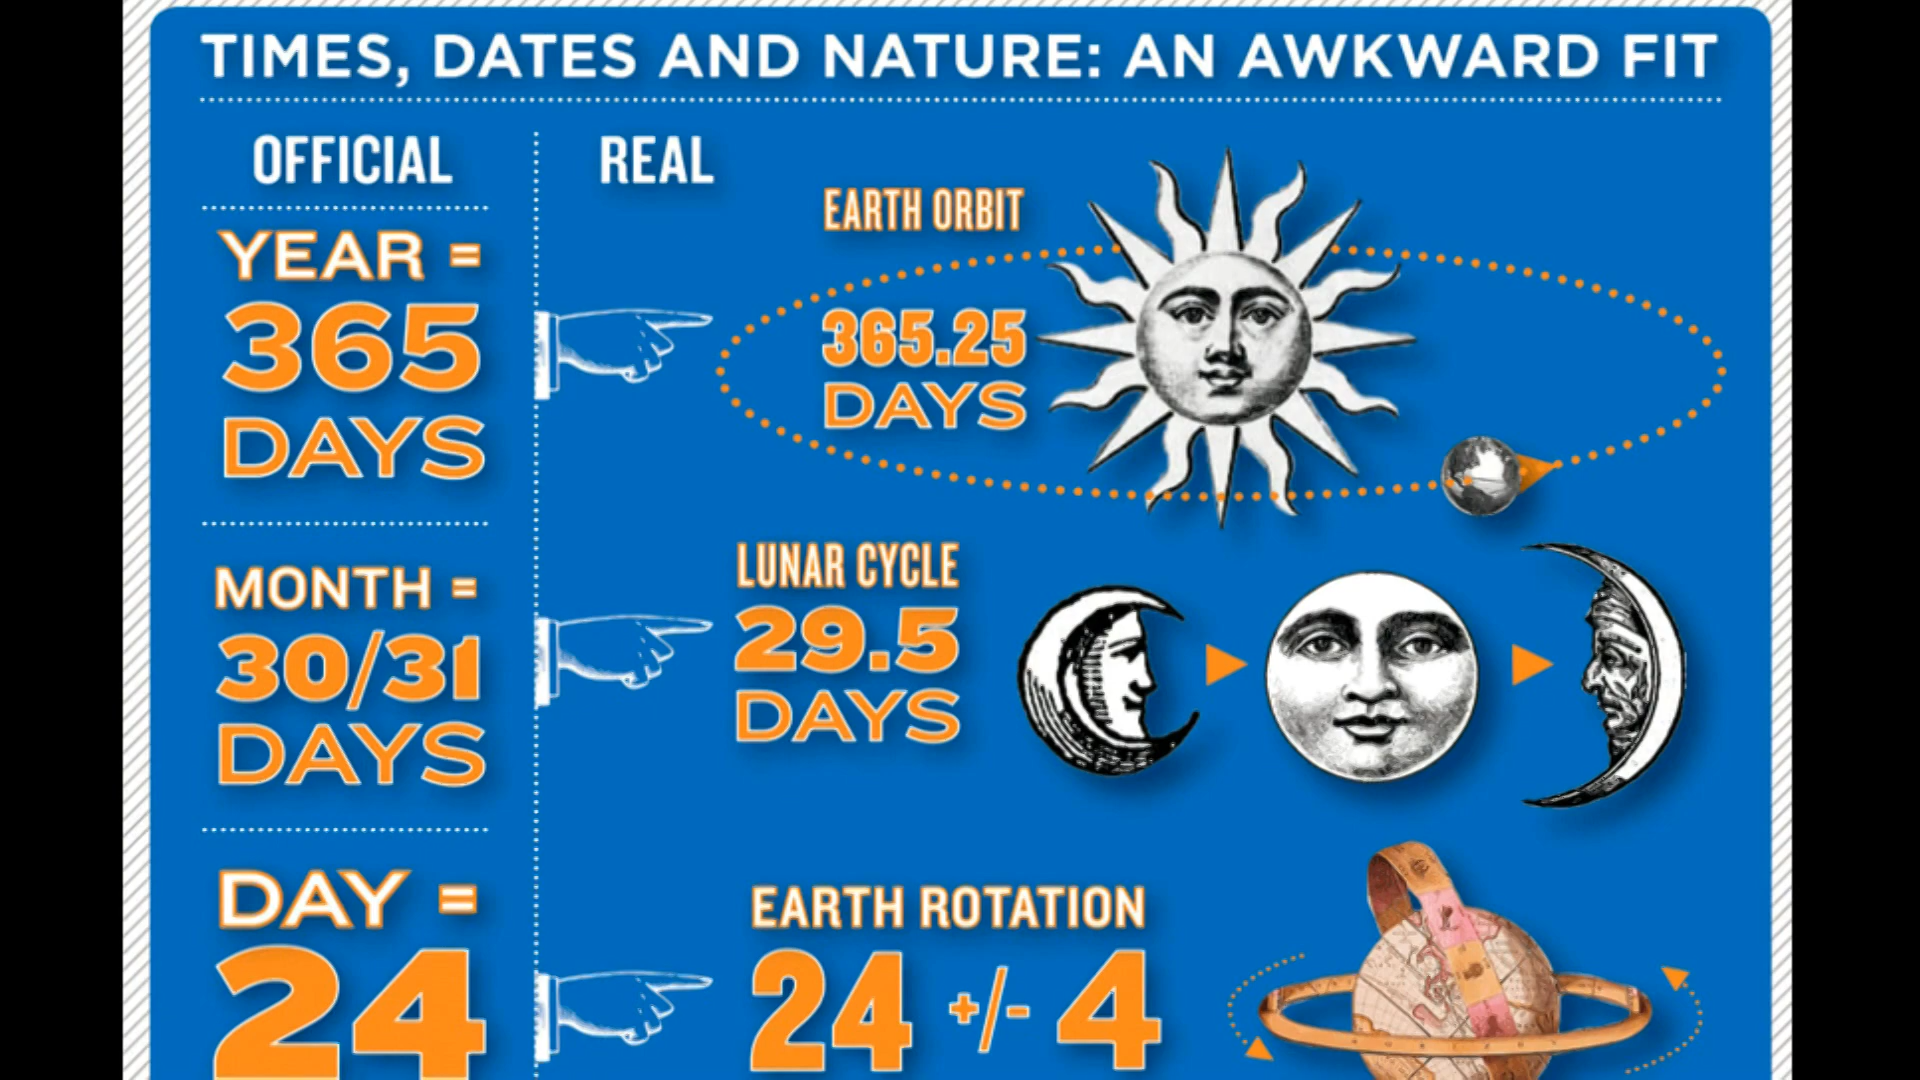 TIMES, DATES AND NATURE: AN AWKWARD FIT
OFFICIAL
REAL
YEAR =
365
DAYS
EARTH ORBIT
365.25
DAYS
MONTH =
30/31
DAYS
LUNAR CYCLE
29.5
DAYS
DAY =
24
EARTH ROTATION
24 +/- 4